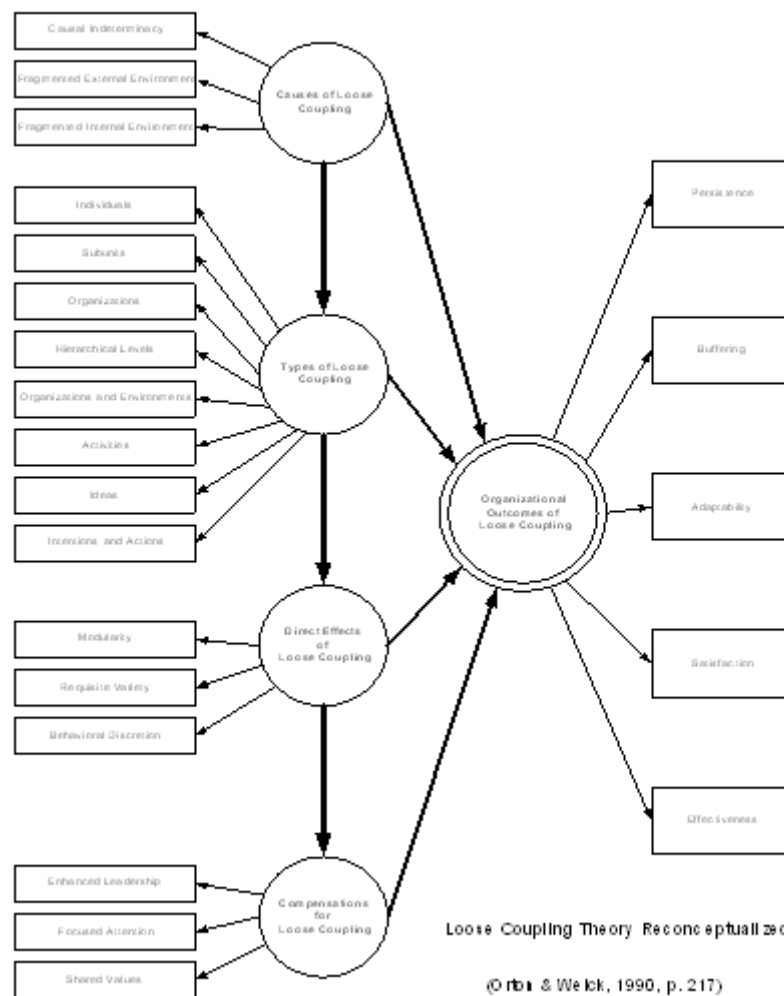 Causal Indeterminacy
Fragmented External Environment
Fragmented Internal Environment
Causes of Loose
Coupling
Individuals
Subunits
Organizations
Hierarchical Levels
Organizations and Environments
Activities
Ideas
Intentions and Actions
Types of Loose
Coupling
Modularity
Requisite Variety
Behavioral Discretion
Direct Effects
of
Loose Coupling
Enhanced Leadership
Focused Attention
Shared Values
Compensations
for
Loose Coupling
Organizational
Outcomes of
Loose Coupling
Persistence
Buffering
Adaptability
Satisfaction
Effectiveness
Loose Coupling Theory Reconceptualized
(Orton & Weick, 1990, p. 217)